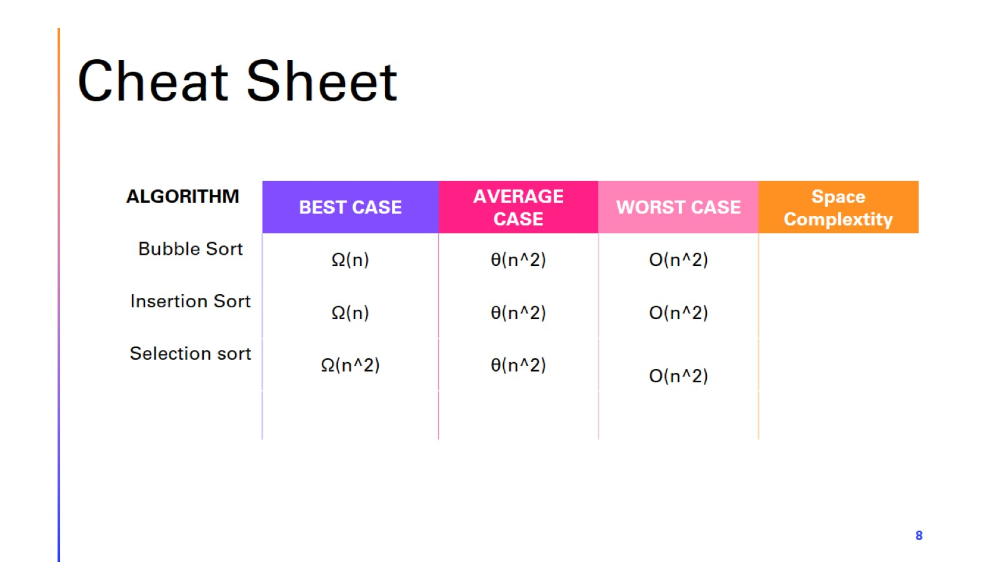 Cheat Sheet
ALGORITHM
BEST CASE
AVERAGE
CASE
WORST CASE
Space
Complextity
Bubble Sort
Ω(n)
θ(n^2)
O(n^2)
Insertion Sort
Ω(n)
θ(n^2)
O(n^2)
Selection sort
Ω(n^2)
θ(n^2)
O(n^2)
8